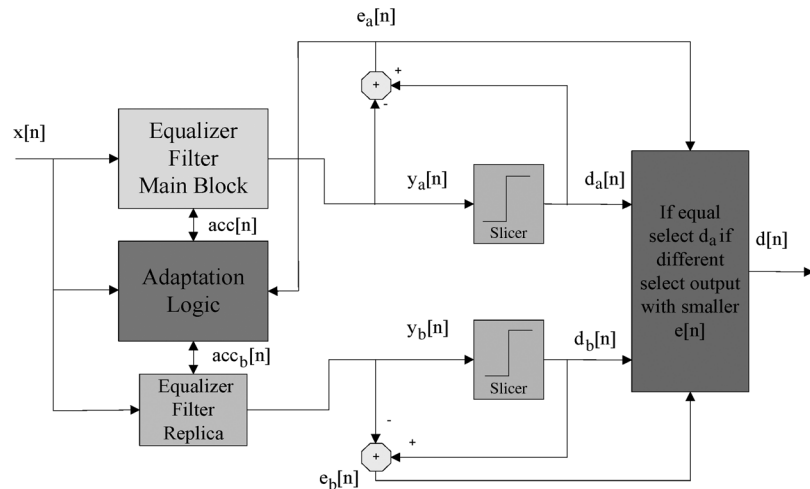 e_a[n]
+
+
-
x[n]
Equalizer
Filter
Main Block
y_a[n]
Slicer
d_a[n]
acc[n]
If equal
select d_a if
different
select output
with smaller
e[n]
d[n]
Adaptation
Logic
acc_b[n]
y_b[n]
Slicer
d_b[n]
Equalizer
Filter
Replica
-
+
+
e_b[n]